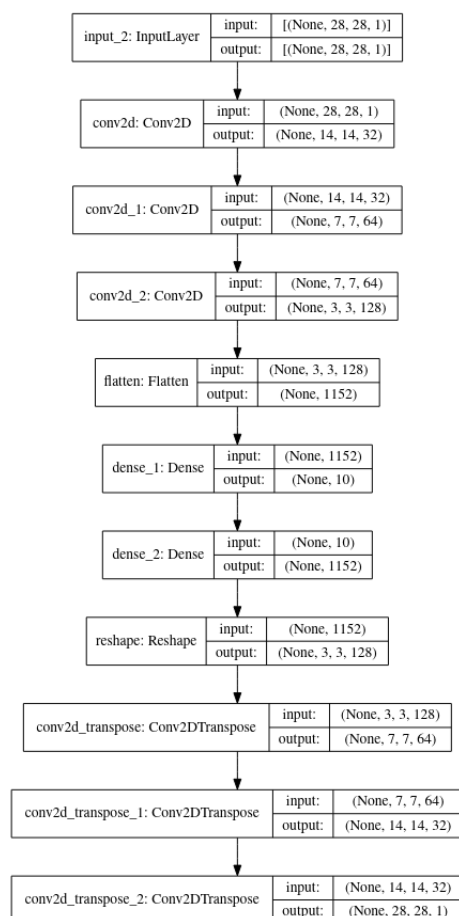 input_2: InputLayer input: [(None, 28, 28, 1)]
output: [(None, 28, 28, 1)]
conv2d: Conv2D input: (None, 28, 28, 1)
output: (None, 14, 14, 32)
conv2d_1: Conv2D input: (None, 14, 14, 32)
output: (None, 7, 7, 64)
conv2d_2: Conv2D input: (None, 7, 7, 64)
output: (None, 3, 3, 128)
flatten: Flatten input: (None, 3, 3, 128)
output: (None, 1152)
dense_1: Dense input: (None, 1152)
output: (None, 10)
dense_2: Dense input: (None, 10)
output: (None, 1152)
reshape: Reshape input: (None, 1152)
output: (None, 3, 3, 128)
conv2d_transpose: Conv2DTranspose input: (None, 3, 3, 128)
output: (None, 7, 7, 64)
conv2d_transpose_1: Conv2DTranspose input: (None, 7, 7, 64)
output: (None, 14, 14, 32)
conv2d_transpose_2: Conv2DTranspose input: (None, 14, 14, 32)
output: (None, 28, 28, 1)